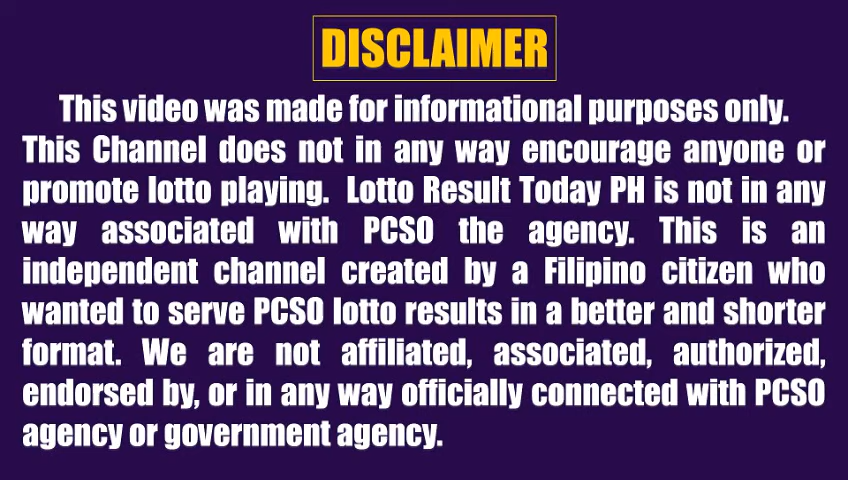 DISCLAIMER
This video was made for informational purposes only.
This Channel does not in any way encourage anyone or
promote lotto playing. Lotto Result Today PH is not in any
way associated with PCSO the agency. This is an
independent channel created by a Filipino citizen who
wanted to serve PCSO lotto results in a better and shorter
format. We are not affiliated, associated, authorized,
endorsed by, or in any way officially connected with PCSO
agency or government agency.